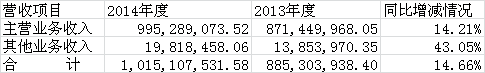 营收项目 2014年度 2013年度 同比增减情况
主营业务收入 995,289,073.52 871,449,968.05 14.21%
其他业务收入 19,818,458.06 13,853,970.35 43.05%
合 计 1,015,107,531.58 885,303,938.40 14.66%